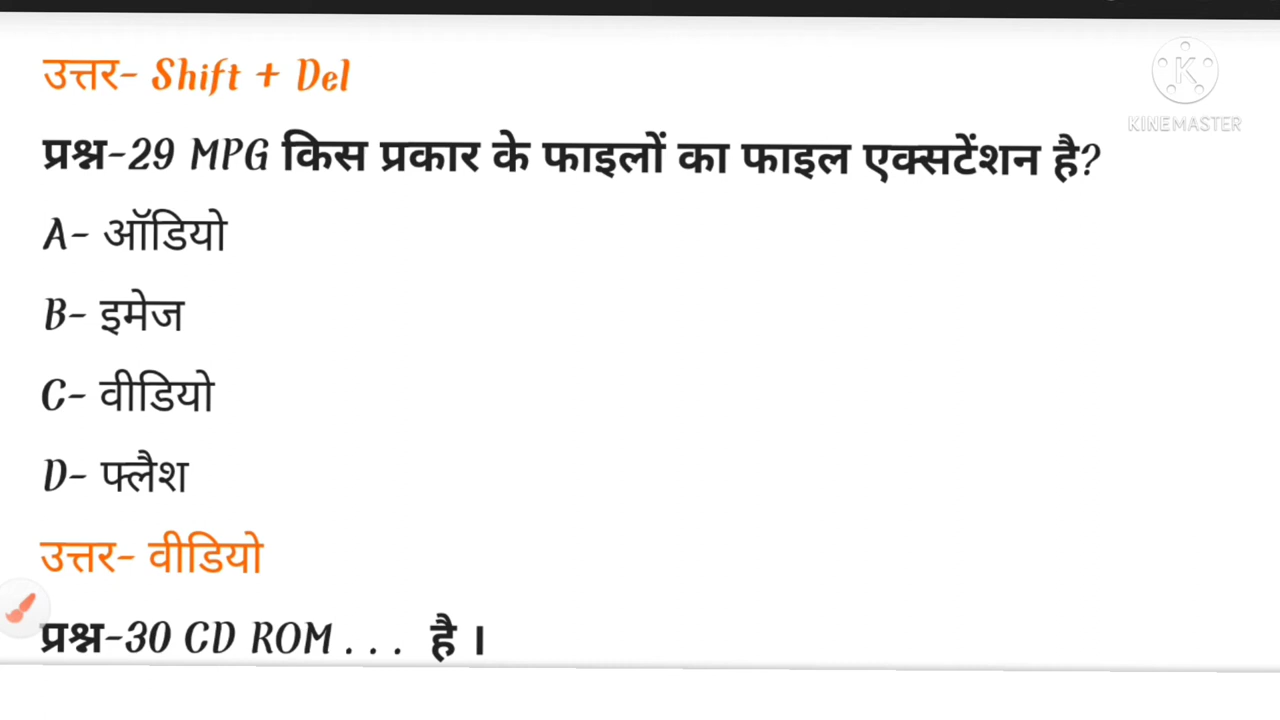 उत्तर- Shift + Del
KINEMASTER
प्रश्न-29 MPG किस प्रकार के फाइलों का फाइल एक्सटेंशन है?
A- ऑडियो
B- इमेज
C- वीडियो
D- फ्लैश
उत्तर- वीडियो
प्रश्न-30 CD ROM . . . है ।